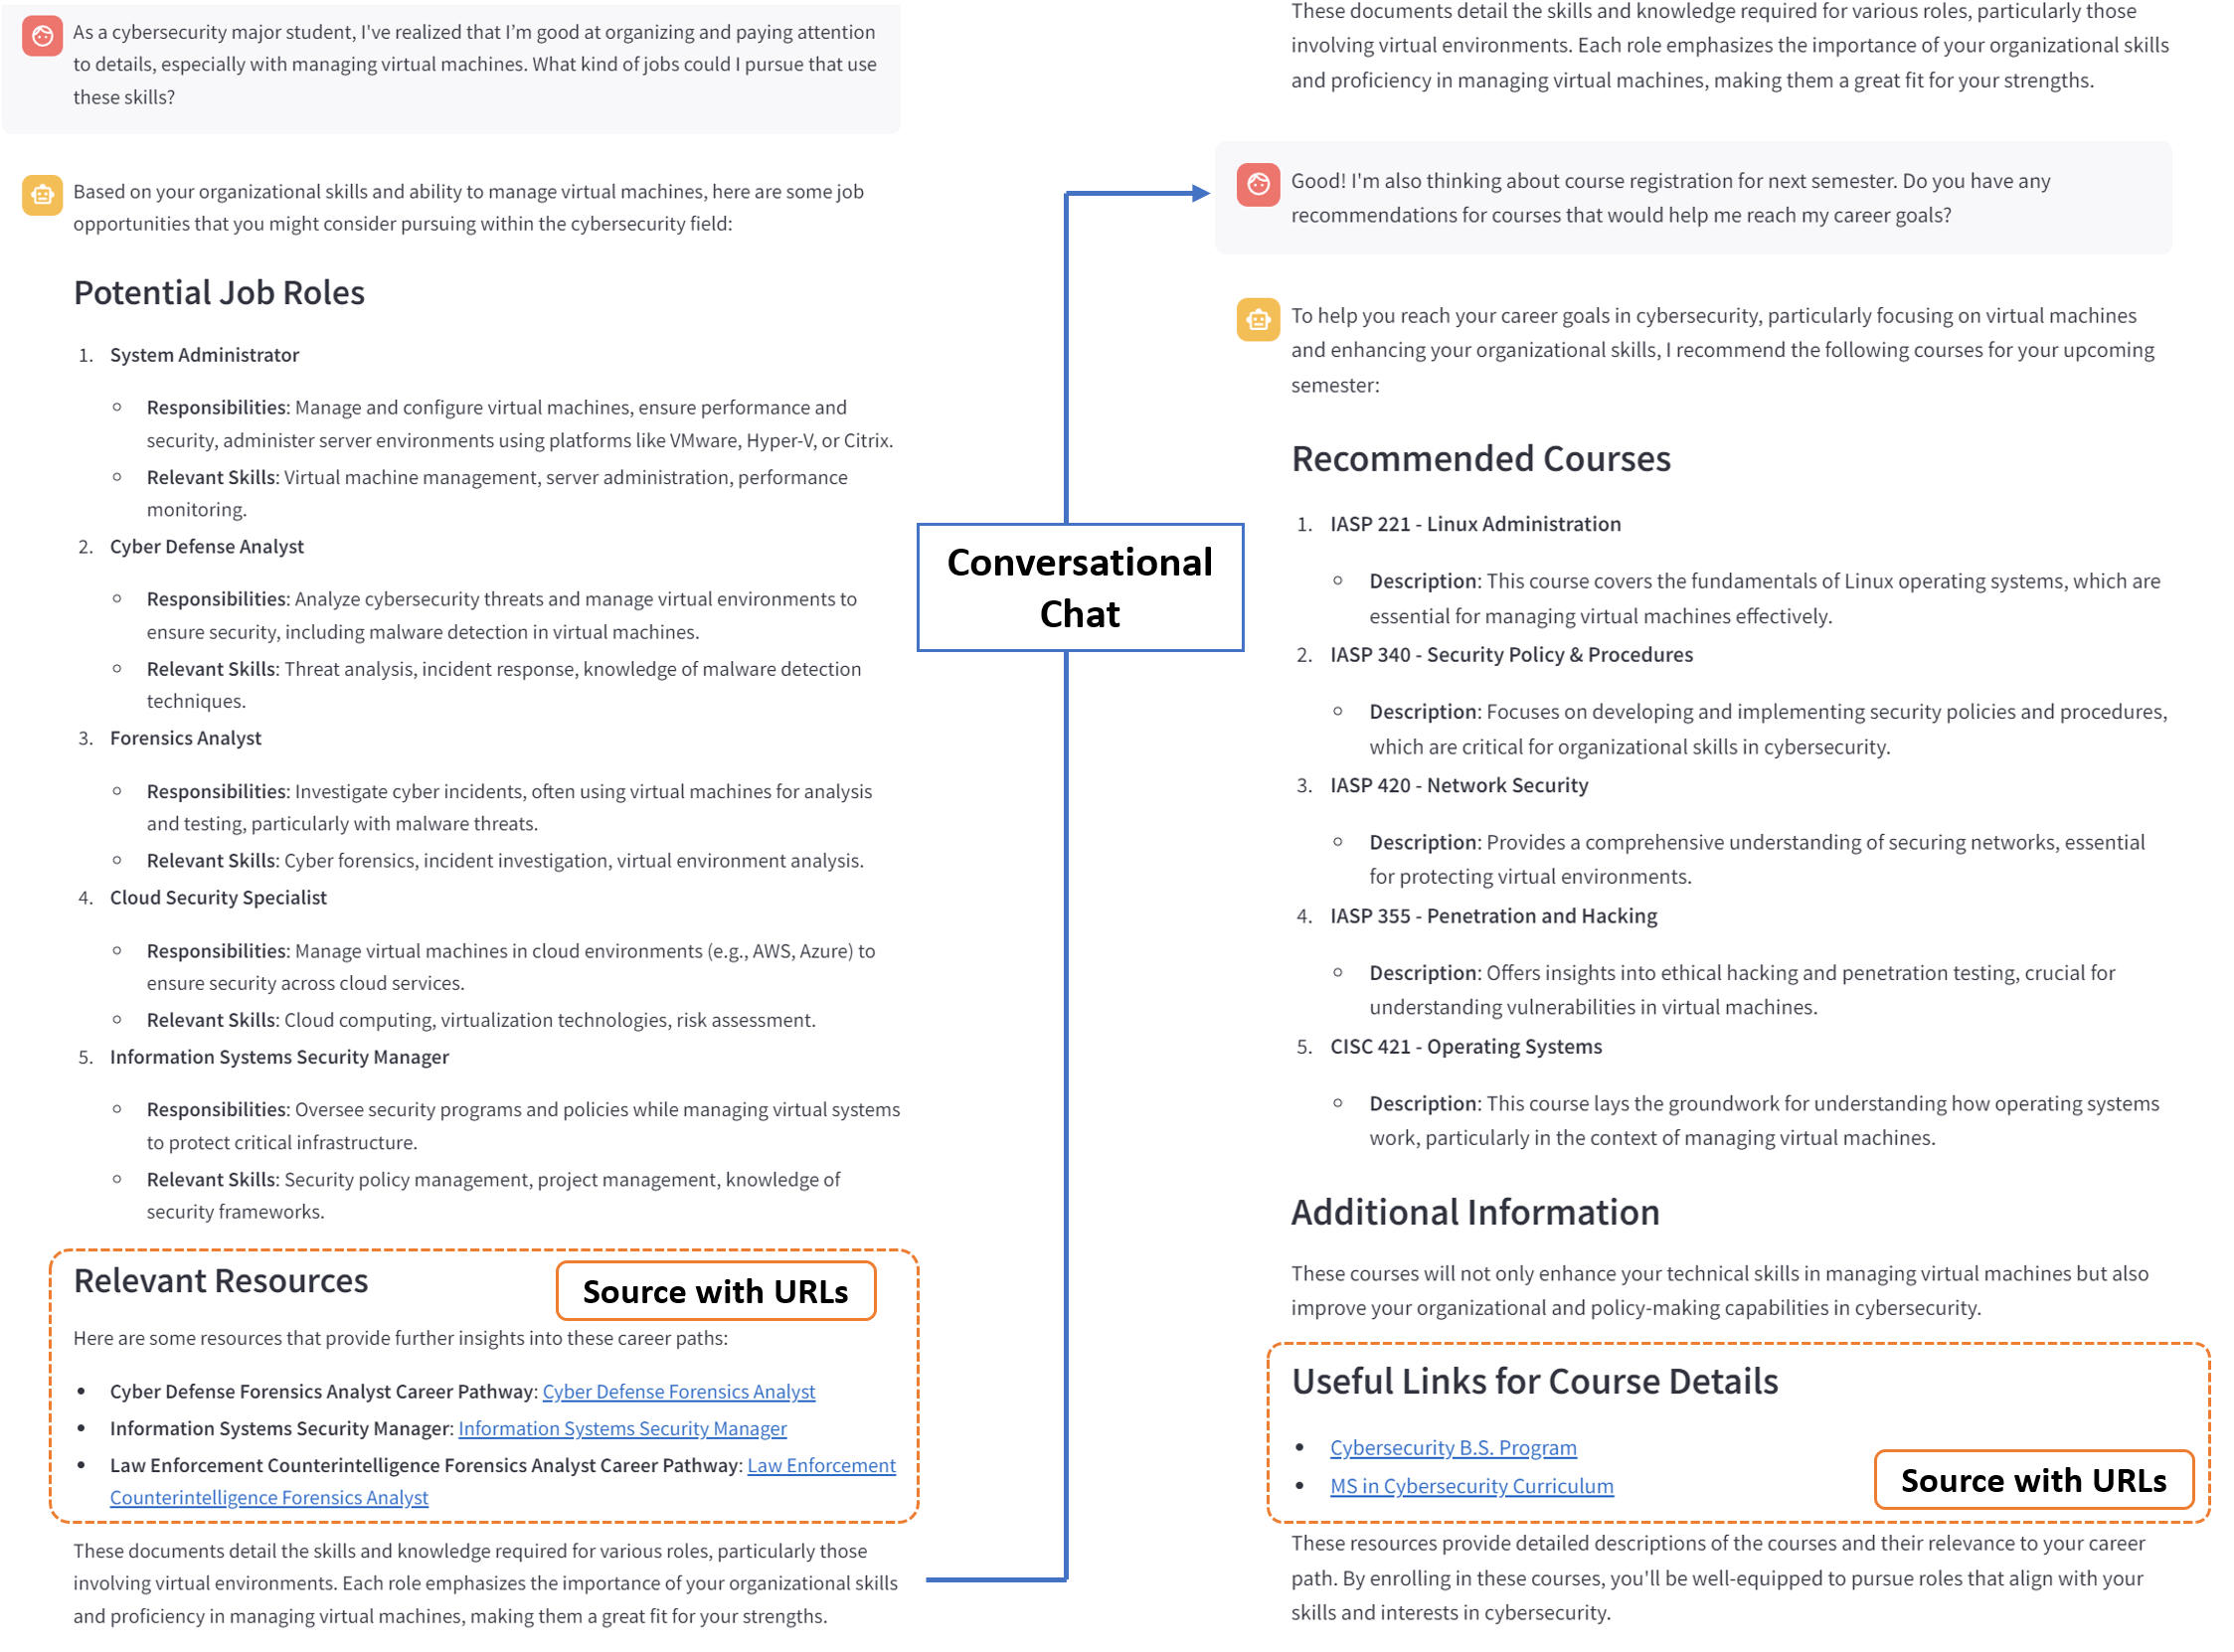 As a cybersecurity major student, I've realized that I'm good at organizing and paying attention
to details, especially with managing virtual machines. What kind of jobs could I pursue that use
these skills?
Based on your organizational skills and ability to manage virtual machines, here are some job
opportunities that you might consider pursuing within the cybersecurity field:
Potential Job Roles
1. System Administrator
Responsibilities: Manage and configure virtual machines, ensure performance and
security, administer server environments using platforms like VMware, Hyper-V, or Citrix.
Relevant Skills: Virtual machine management, server administration, performance
monitoring.
2. Cyber Defense Analyst
Responsibilities: Analyze cybersecurity threats and manage virtual environments to
ensure security, including malware detection in virtual machines.
Relevant Skills: Threat analysis, incident response, knowledge of malware detection
techniques.
3. Forensics Analyst
Responsibilities: Investigate cyber incidents, often using virtual machines for analysis
and testing, particularly with malware threats.
Relevant Skills: Cyber forensics, incident investigation, virtual environment analysis.
4. Cloud Security Specialist
Responsibilities: Manage virtual machines in cloud environments (e.g., AWS, Azure) to
ensure security across cloud services.
Relevant Skills: Cloud computing, virtualization technologies, risk assessment.
5. Information Systems Security Manager
Responsibilities: Oversee security programs and policies while managing virtual systems
to protect critical infrastructure.
Relevant Skills: Security policy management, project management, knowledge of
security frameworks.
Relevant Resources
Source with URLs
Here are some resources that provide further insights into these career paths:
Cyber Defense Forensics Analyst Career Pathway: Cyber Defense Forensics Analyst
Information Systems Security Manager: Information Systems Security Manager
Law Enforcement Counterintelligence Forensics Analyst Career Pathway: Law Enforcement
Counterintelligence Forensics Analyst
These documents detail the skills and knowledge required for various roles, particularly those
involving virtual environments. Each role emphasizes the importance of your organizational skills
and proficiency in managing virtual machines, making them a great fit for your strengths.
Conversational
Chat
These documents detail the skills and knowledge required for various roles, particularly those
involving virtual environments. Each role emphasizes the importance of your organizational skills
and proficiency in managing virtual machines, making them a great fit for your strengths.
Good! I'm also thinking about course registration for next semester. Do you have any
recommendations for courses that would help me reach my career goals?
To help you reach your career goals in cybersecurity, particularly focusing on virtual machines
and enhancing your organizational skills, I recommend the following courses for your upcoming
semester:
Recommended Courses
1. IASP 221 - Linux Administration
Description: This course covers the fundamentals of Linux operating systems, which are
essential for managing virtual machines effectively.
2. IASP 340 - Security Policy & Procedures
Description: Focuses on developing and implementing security policies and procedures,
which are critical for organizational skills in cybersecurity.
3. IASP 420 - Network Security
Description: Provides a comprehensive understanding of securing networks, essential
for protecting virtual environments.
4. IASP 355 - Penetration and Hacking
Description: Offers insights into ethical hacking and penetration testing, crucial for
understanding vulnerabilities in virtual machines.
5. CISC 421 - Operating Systems
Description: This course lays the groundwork for understanding how operating systems
work, particularly in the context of managing virtual machines.
Additional Information
These courses will not only enhance your technical skills in managing virtual machines but also
improve your organizational and policy-making capabilities in cybersecurity.
Useful Links for Course Details
Cybersecurity B.S. Program
MS in Cybersecurity Curriculum
Source with URLs
These resources provide detailed descriptions of the courses and their relevance to your career
path. By enrolling in these courses, you'll be well-equipped to pursue roles that align with your
skills and interests in cybersecurity.